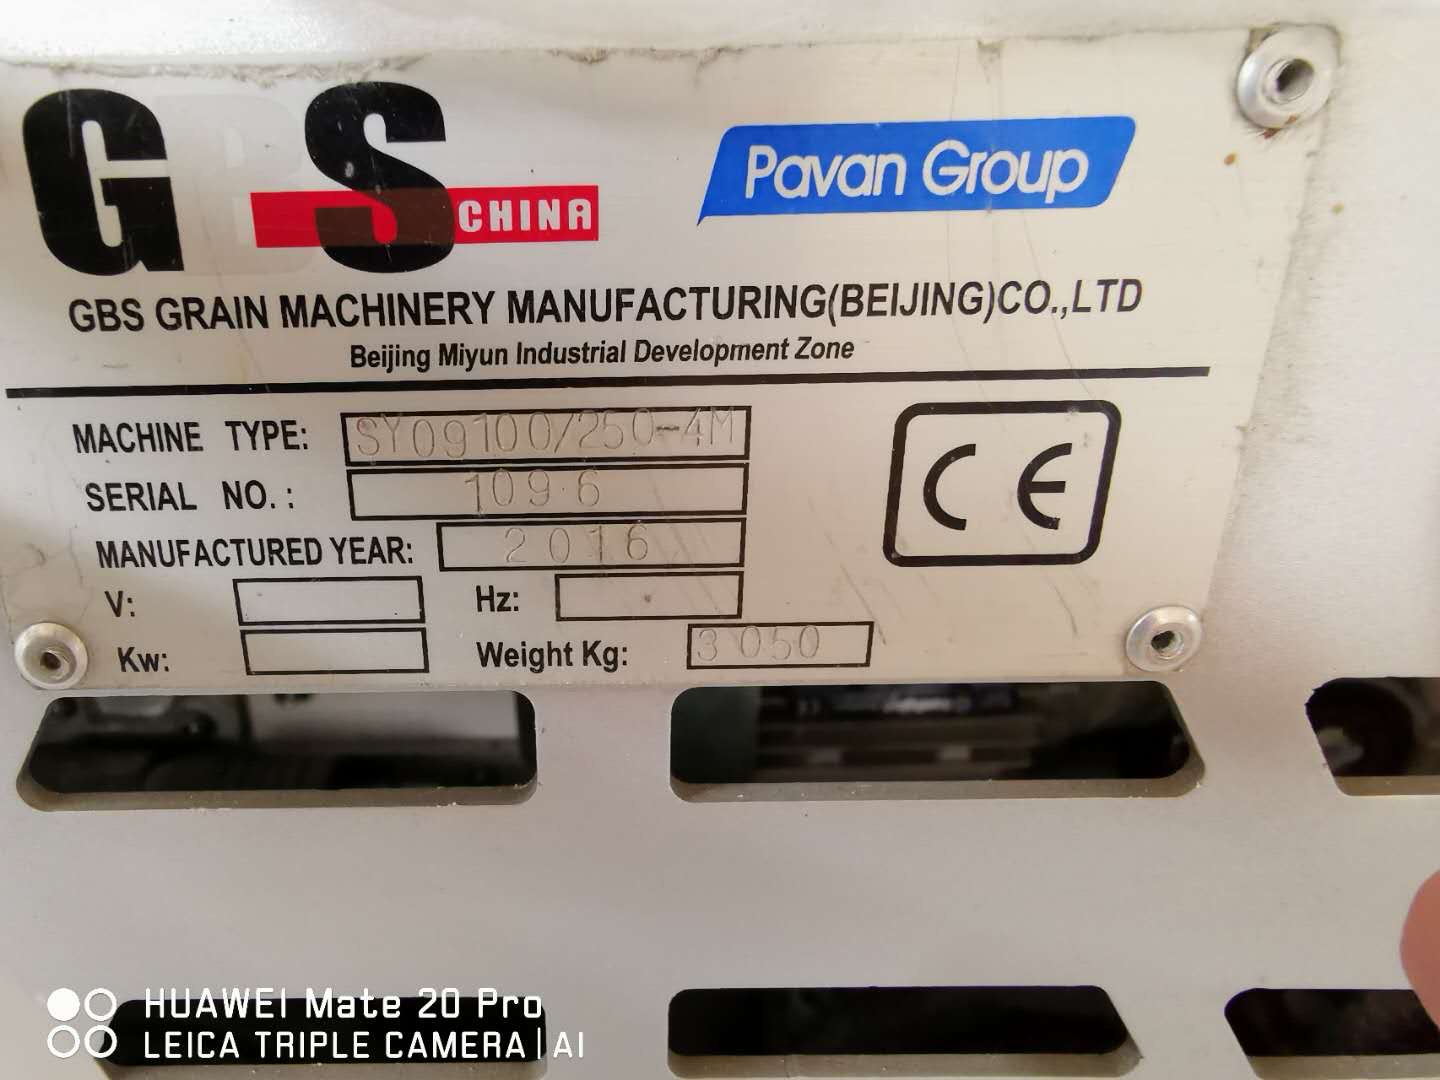 GBS CHINA
Pavan Group
GBS GRAIN MACHINERY MANUFACTURING(BEIJING)CO.,LTD
Beijing Miyun Industrial Development Zone
MACHINE TYPE: SY09100/250-4M
SERIAL NO.: 109.6
MANUFACTURED YEAR: 2016
V: Hz:
Kw: Weight Kg: 3050
CE
HUAWEI Mate 20 Pro
LEICA TRIPLE CAMERA|AI